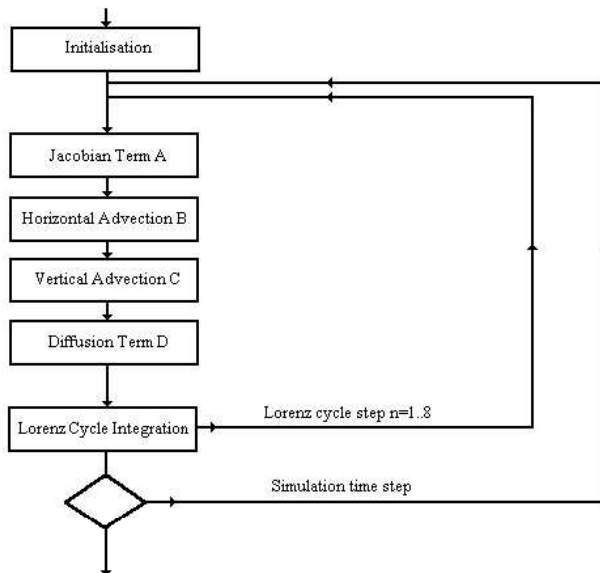 Initialisation
Jacobian Term A
Horizontal Advection B
Vertical Advection C
Diffusion Term D
Lorenz Cycle Integration
Lorenz cycle step n=1..8
Simulation time step